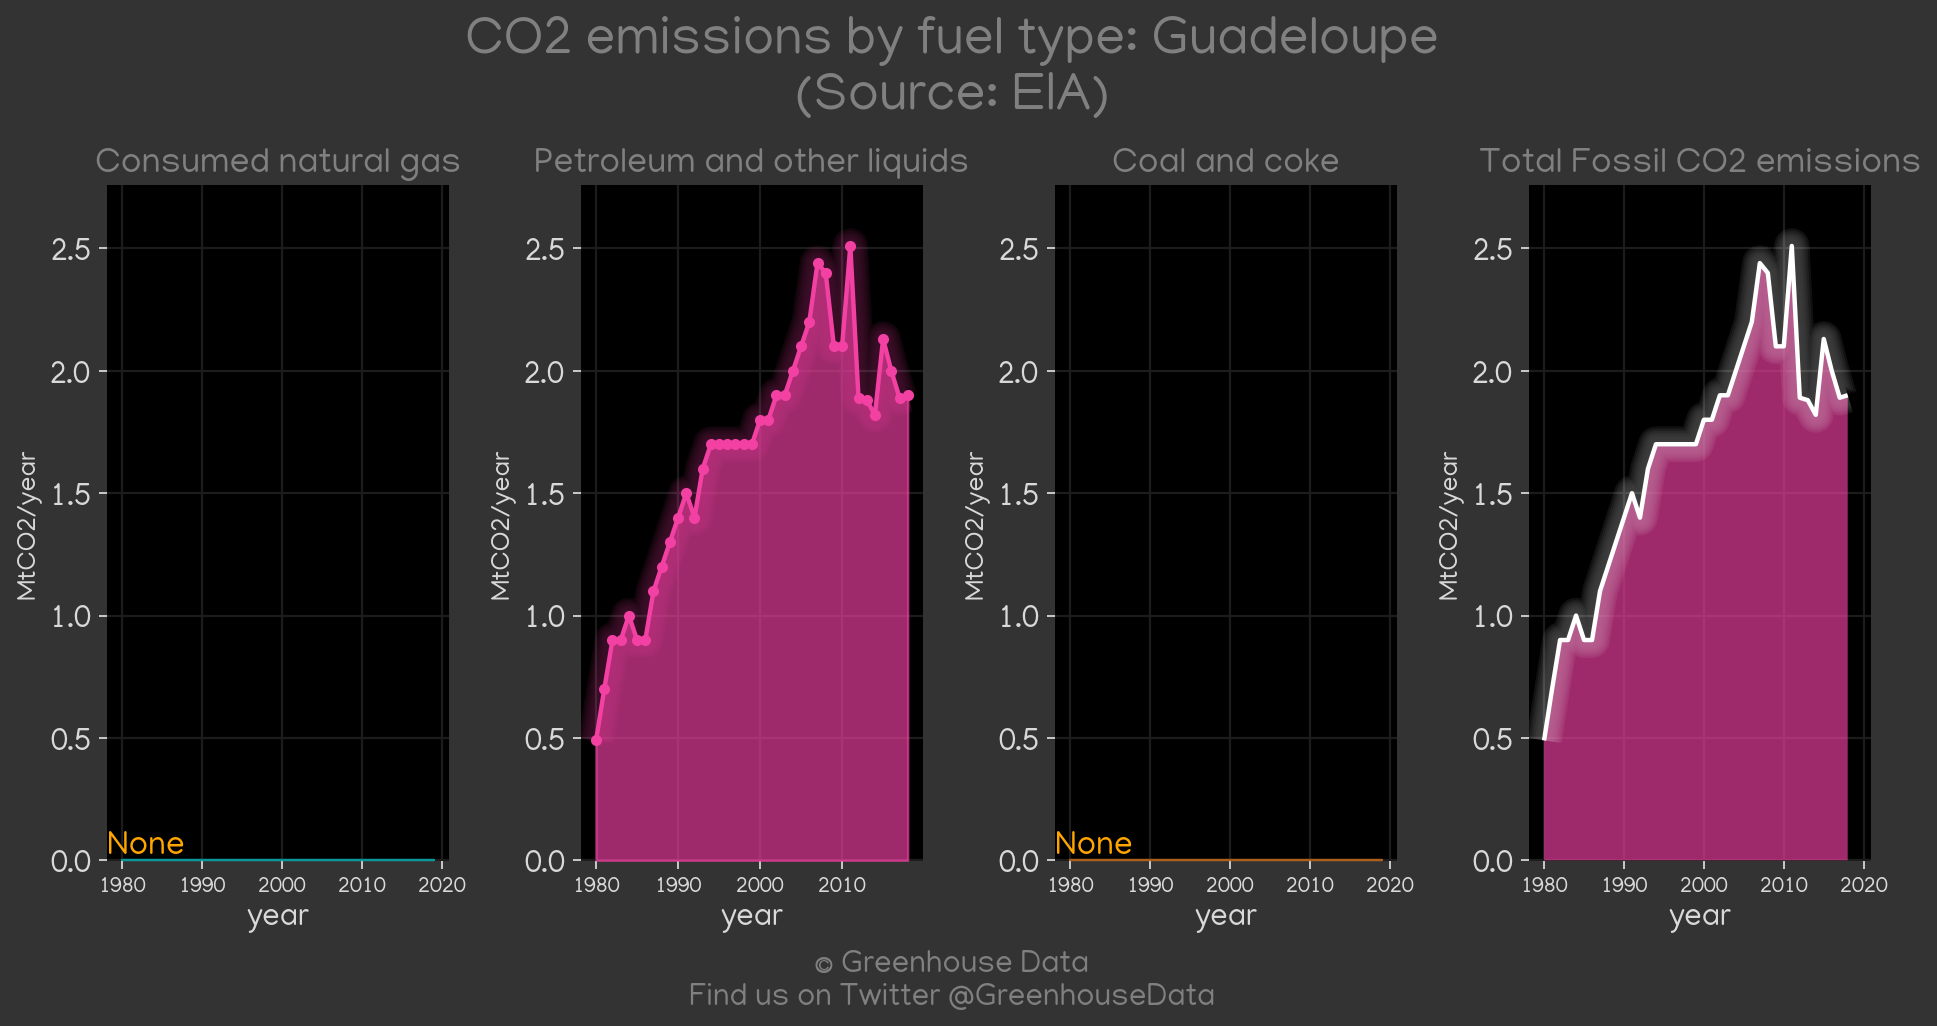 CO2 emissions by fuel type: Guadeloupe
(Source: EIA)
Consumed natural gas
Petroleum and other liquids
Coal and coke
Total Fossil CO2 emissions
MtCO2/year
2.5
2.0
1.5
1.0
0.5
0.0
None
1980 1990 2000 2010 2020
year
MtCO2/year
2.5
2.0
1.5
1.0
0.5
0.0
1980 1990 2000 2010
year
MtCO2/year
2.5
2.0
1.5
1.0
0.5
0.0
None
1980 1990 2000 2010 2020
year
MtCO2/year
2.5
2.0
1.5
1.0
0.5
0.0
1980 1990 2000 2010 2020
year
© Greenhouse Data
Find us on Twitter @GreenhouseData